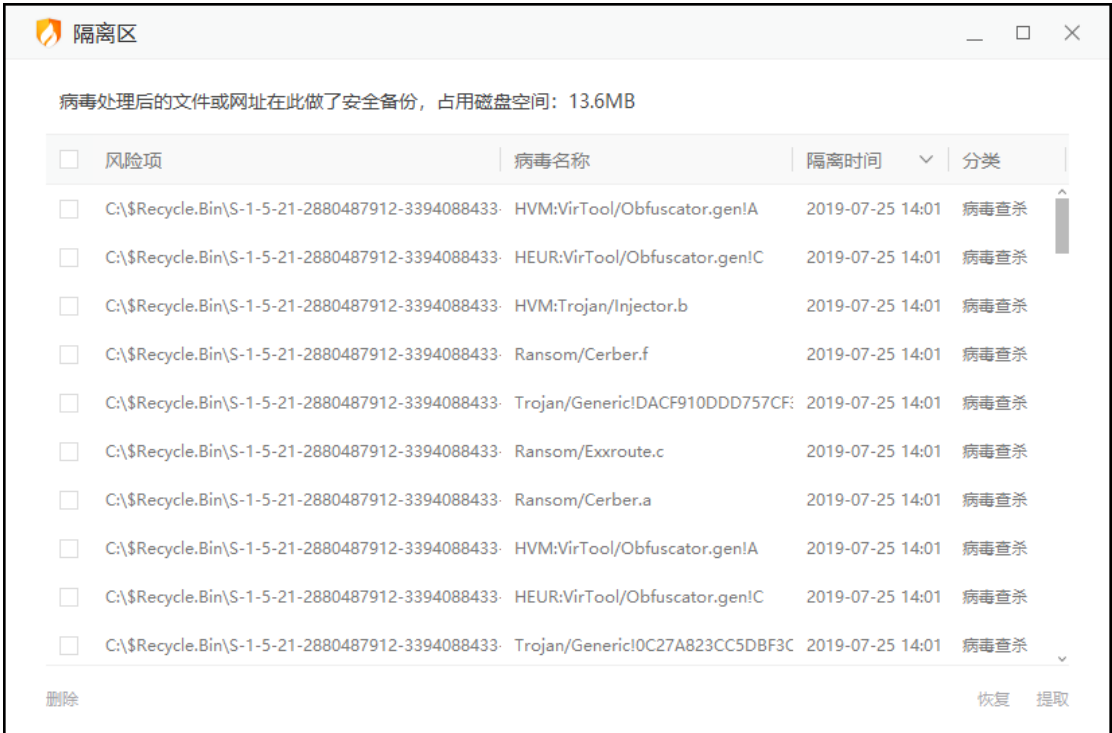 隔离区
病毒处理后的文件或网址在此做了安全备份，占用磁盘空间：13.6MB
风险项 病毒名称 隔离时间 分类
C:\$Recycle.Bin\S-1-5-21-2880487912-3394088433- HVM:VirTool/Obfuscator.gen!A 2019-07-25 14:01 病毒查杀
C:\$Recycle.Bin\S-1-5-21-2880487912-3394088433- HEUR:VirTool/Obfuscator.gen!C 2019-07-25 14:01 病毒查杀
C:\$Recycle.Bin\S-1-5-21-2880487912-3394088433- HVM:Trojan/Injector.b 2019-07-25 14:01 病毒查杀
C:\$Recycle.Bin\S-1-5-21-2880487912-3394088433- Ransom/Cerber.f 2019-07-25 14:01 病毒查杀
C:\$Recycle.Bin\S-1-5-21-2880487912-3394088433- Trojan/Generic!DACF910DDD757CF3 2019-07-25 14:01 病毒查杀
C:\$Recycle.Bin\S-1-5-21-2880487912-3394088433- Ransom/Exxroute.c 2019-07-25 14:01 病毒查杀
C:\$Recycle.Bin\S-1-5-21-2880487912-3394088433- Ransom/Cerber.a 2019-07-25 14:01 病毒查杀
C:\$Recycle.Bin\S-1-5-21-2880487912-3394088433- HVM:VirTool/Obfuscator.gen!A 2019-07-25 14:01 病毒查杀
C:\$Recycle.Bin\S-1-5-21-2880487912-3394088433- HEUR:VirTool/Obfuscator.gen!C 2019-07-25 14:01 病毒查杀
C:\$Recycle.Bin\S-1-5-21-2880487912-3394088433- Trojan/Generic!0C27A823CC5DBF3C 2019-07-25 14:01 病毒查杀
删除 恢复 提取